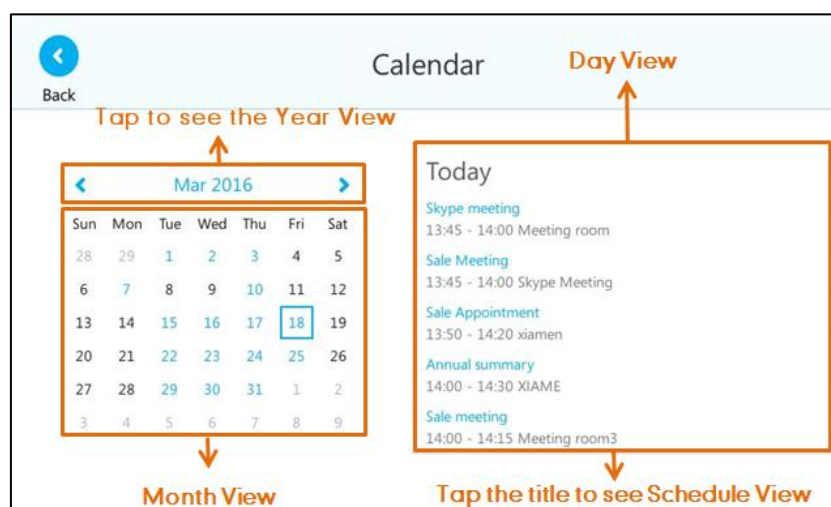 Calendar
Day View
Back
Tap to see the Year View
Mar 2016
Sun Mon Tue Wed Thu Fri Sat
28 29 1 2 3 4 5
6 7 8 9 10 11 12
13 14 15 16 17 18 19
20 21 22 23 24 25 26
27 28 29 30 31 1 2
3 4 5 6 7 8 9
Month View
Today
Skype meeting
13:45 - 14:00 Meeting room
Sale Meeting
13:45 - 14:00 Skype Meeting
Sale Appointment
13:50 - 14:20 xiamen
Annual summary
14:00 - 14:30 XIAME
Sale meeting
14:00 - 14:15 Meeting room3
Tap the title to see Schedule View